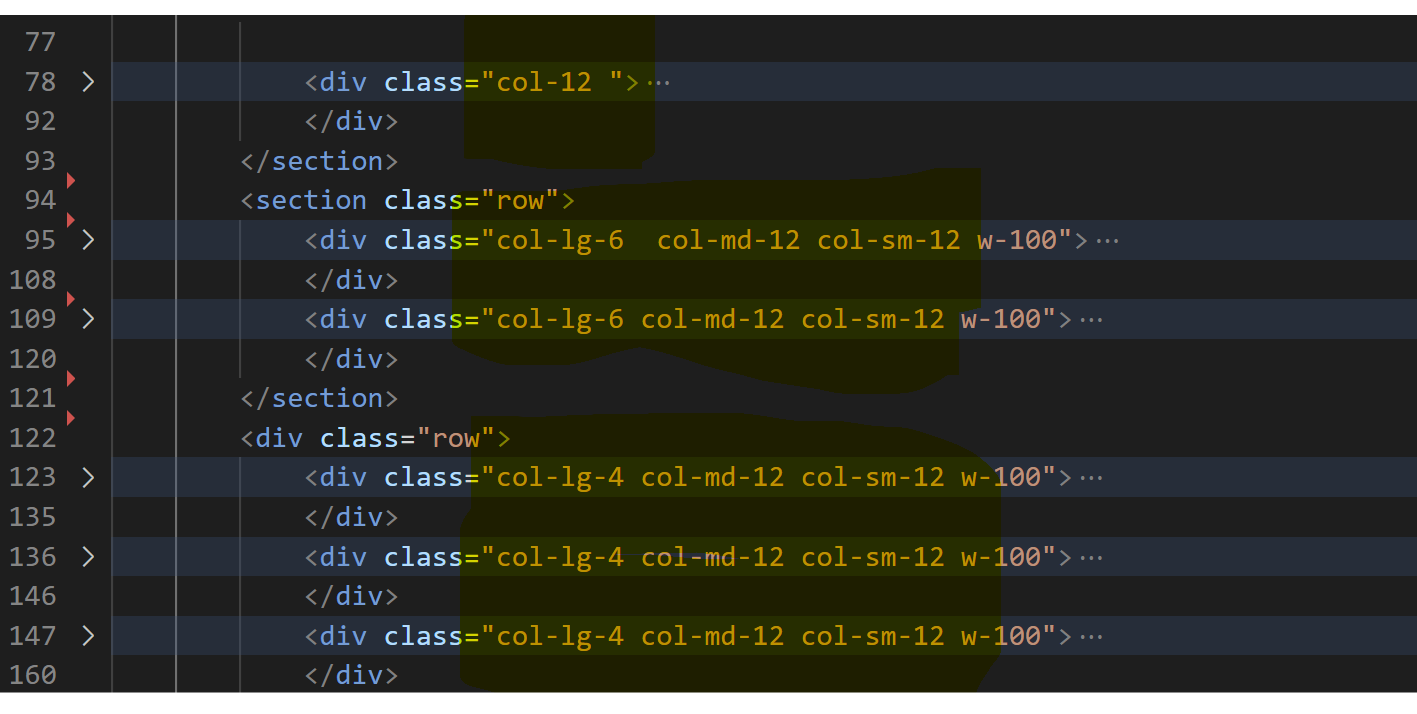 77
78 > <div class="col-12 ">···
92 </div>
93 </section>
94 <section class="row">
95 > <div class="col-lg-6  col-md-12 col-sm-12 w-100">···
108 </div>
109 > <div class="col-lg-6 col-md-12 col-sm-12 w-100">···
120 </div>
121 </section>
122 <div class="row">
123 > <div class="col-lg-4 col-md-12 col-sm-12 w-100">···
135 </div>
136 > <div class="col-lg-4 col-md-12 col-sm-12 w-100">···
146 </div>
147 > <div class="col-lg-4 col-md-12 col-sm-12 w-100">···
160 </div>